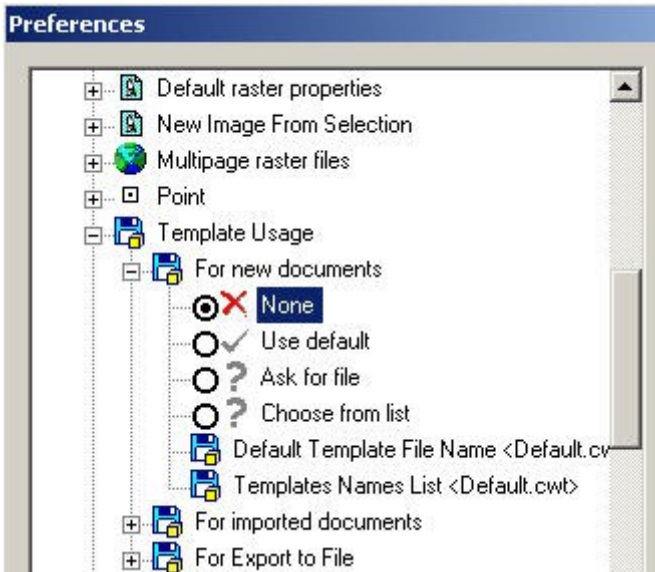 Preferences
Default raster properties
New Image From Selection
Multipage raster files
Point
Template Usage
For new documents
None
Use default
Ask for file
Choose from list
Default Template File Name <Default.cw
Templates Names List <Default.cwt>
For imported documents
For Export to File